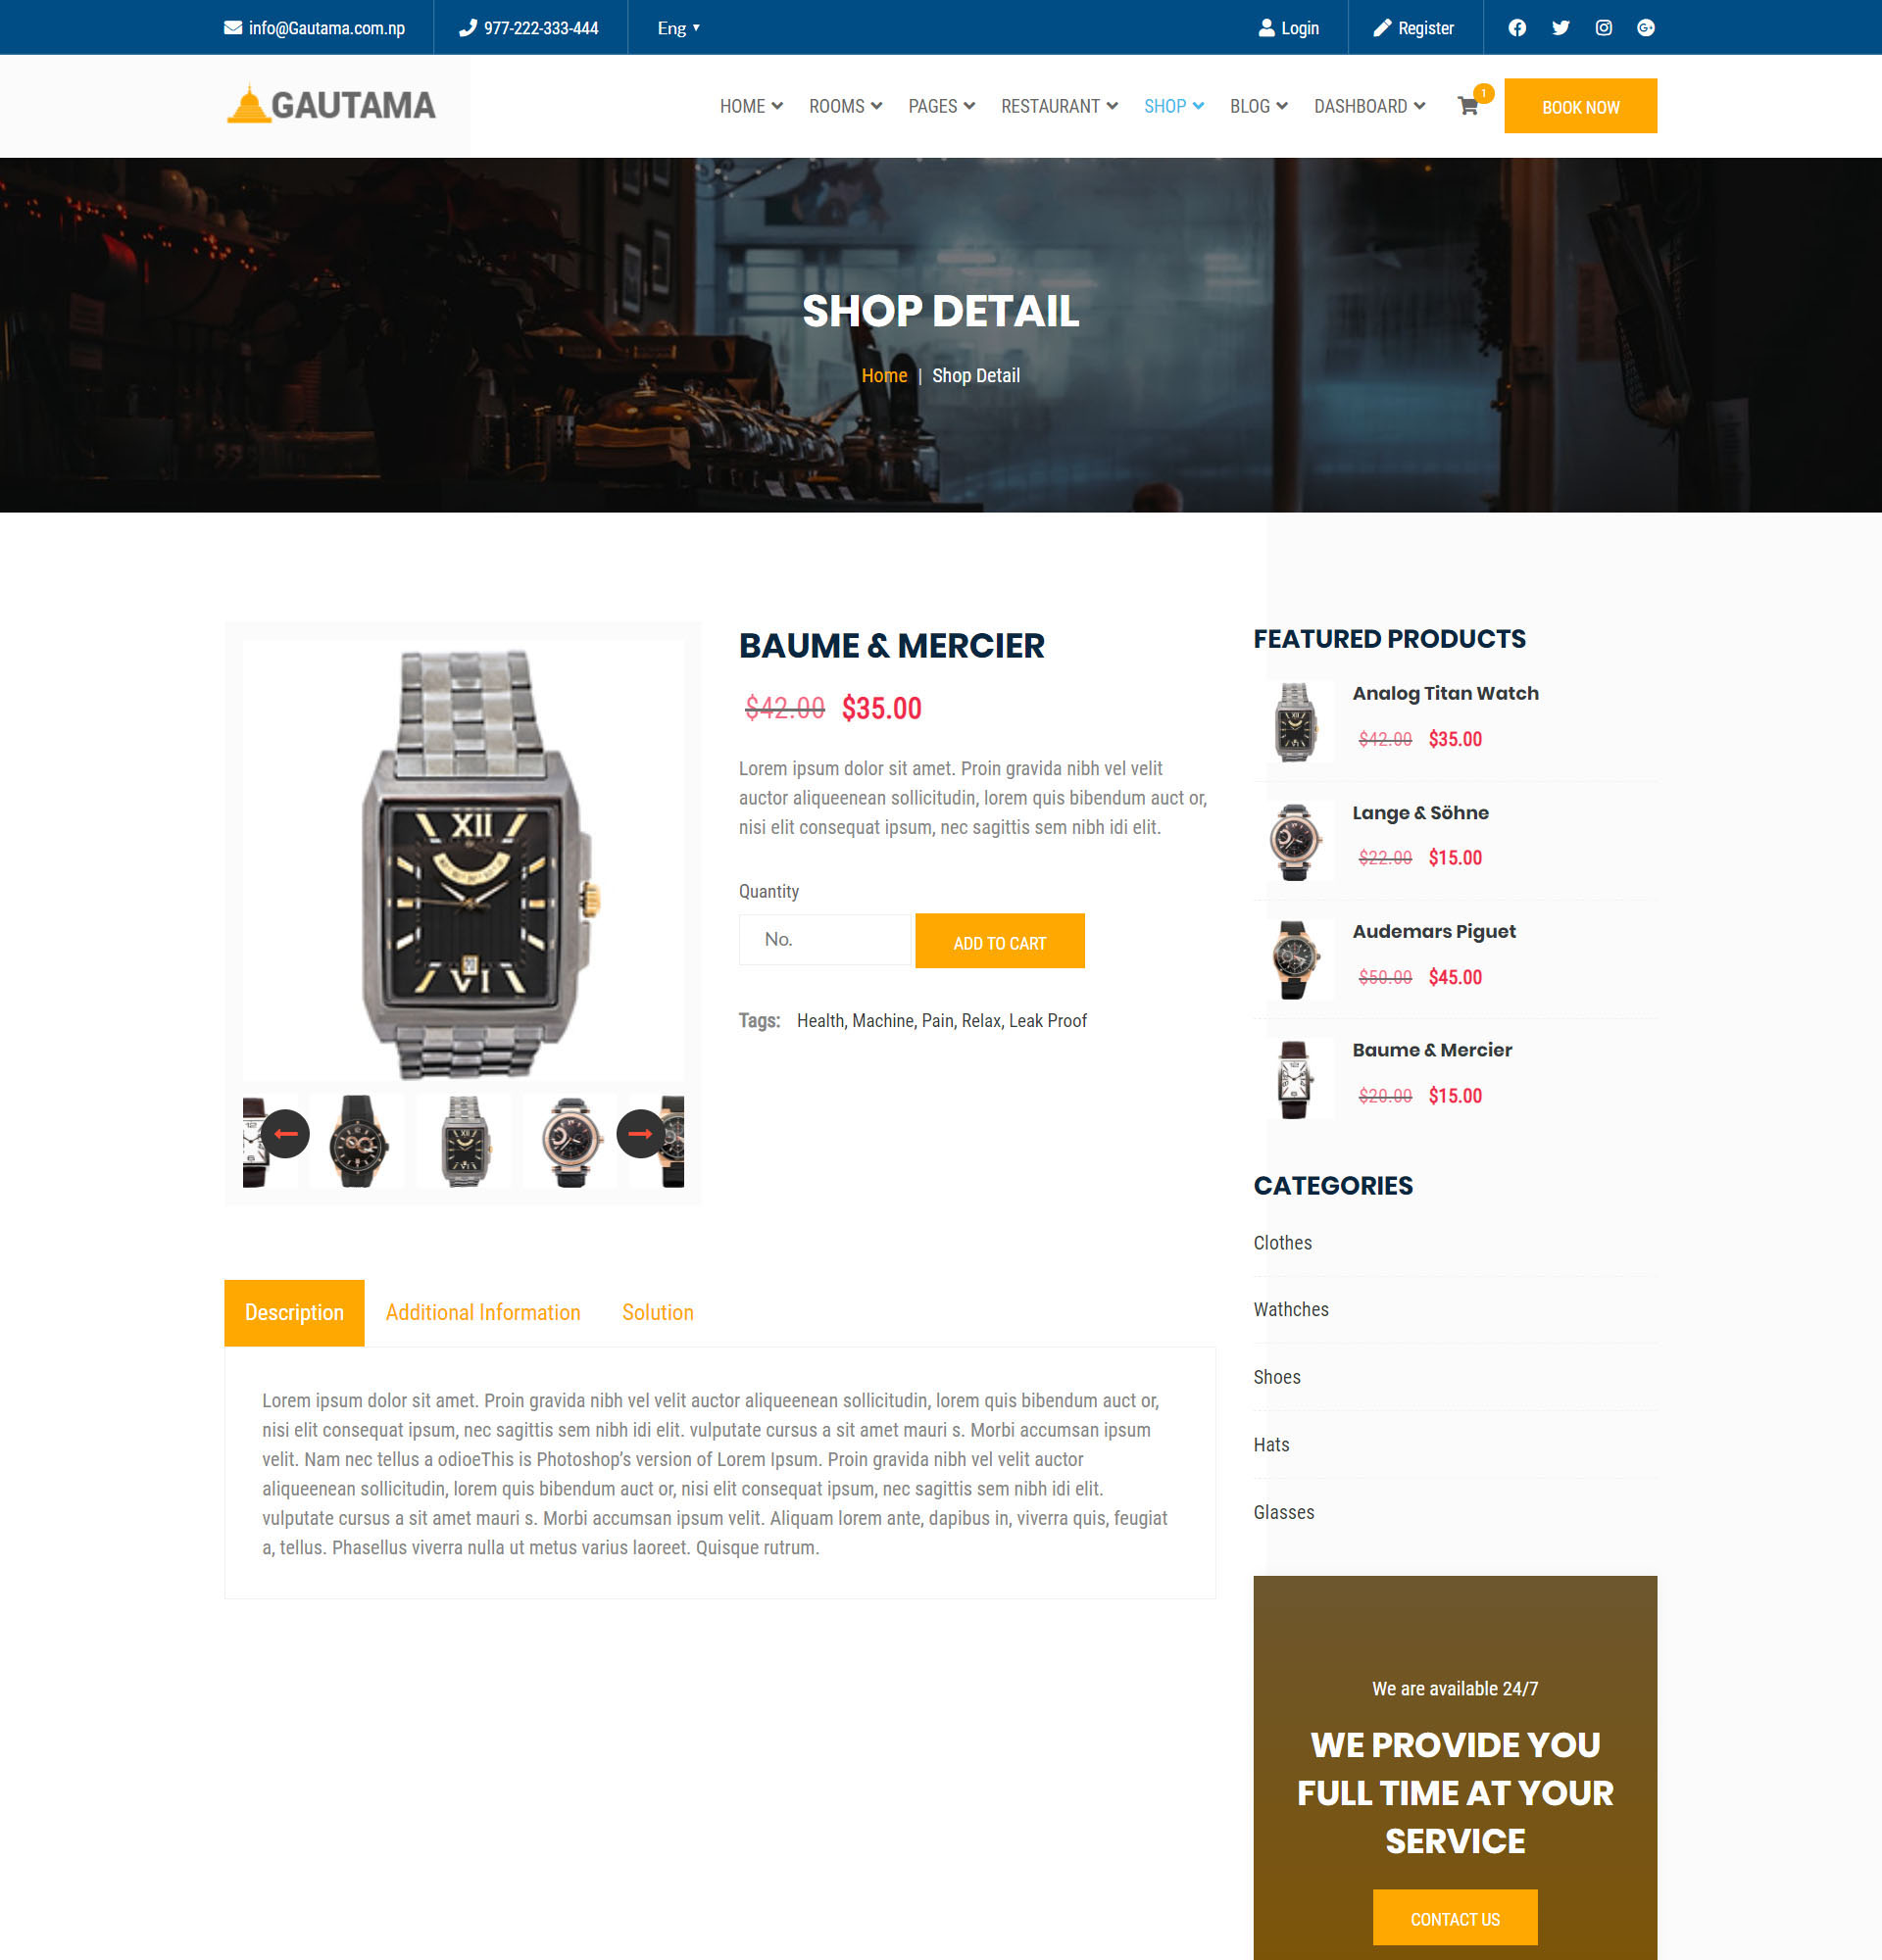 info@Gautama.com.np
977-222-333-444
Eng
Login
Register
GAUTAMA
HOME
ROOMS
PAGES
RESTAURANT
SHOP
BLOG
DASHBOARD
1
BOOK NOW
SHOP DETAIL
Home | Shop Detail
BAUME & MERCIER
$42.00 $35.00
Lorem ipsum dolor sit amet. Proin gravida nibh vel velit
auctor aliqueenean sollicitudin, lorem quis bibendum auct or,
nisi elit consequat ipsum, nec sagittis sem nibh idi elit.
Quantity
No.
ADD TO CART
Tags: Health, Machine, Pain, Relax, Leak Proof
XII
VI
Description
Additional Information
Solution
Lorem ipsum dolor sit amet. Proin gravida nibh vel velit auctor aliqueenean sollicitudin, lorem quis bibendum auct or,
nisi elit consequat ipsum, nec sagittis sem nibh idi elit. vulputate cursus a sit amet mauri s. Morbi accumsan ipsum
velit. Nam nec tellus a odioeThis is Photoshop’s version of Lorem Ipsum. Proin gravida nibh vel velit auctor
aliqueenean sollicitudin, lorem quis bibendum auct or, nisi elit consequat ipsum, nec sagittis sem nibh idi elit.
vulputate cursus a sit amet mauri s. Morbi accumsan ipsum velit. Aliquam lorem ante, dapibus in, viverra quis, feugiat
a, tellus. Phasellus viverra nulla ut metus varius laoreet. Quisque rutrum.
FEATURED PRODUCTS
Analog Titan Watch
$42.00 $35.00
Lange & Söhne
$22.00 $15.00
Audemars Piguet
$50.00 $45.00
Baume & Mercier
$20.00 $15.00
CATEGORIES
Clothes
Wathches
Shoes
Hats
Glasses
We are available 24/7
WE PROVIDE YOU
FULL TIME AT YOUR
SERVICE
CONTACT US